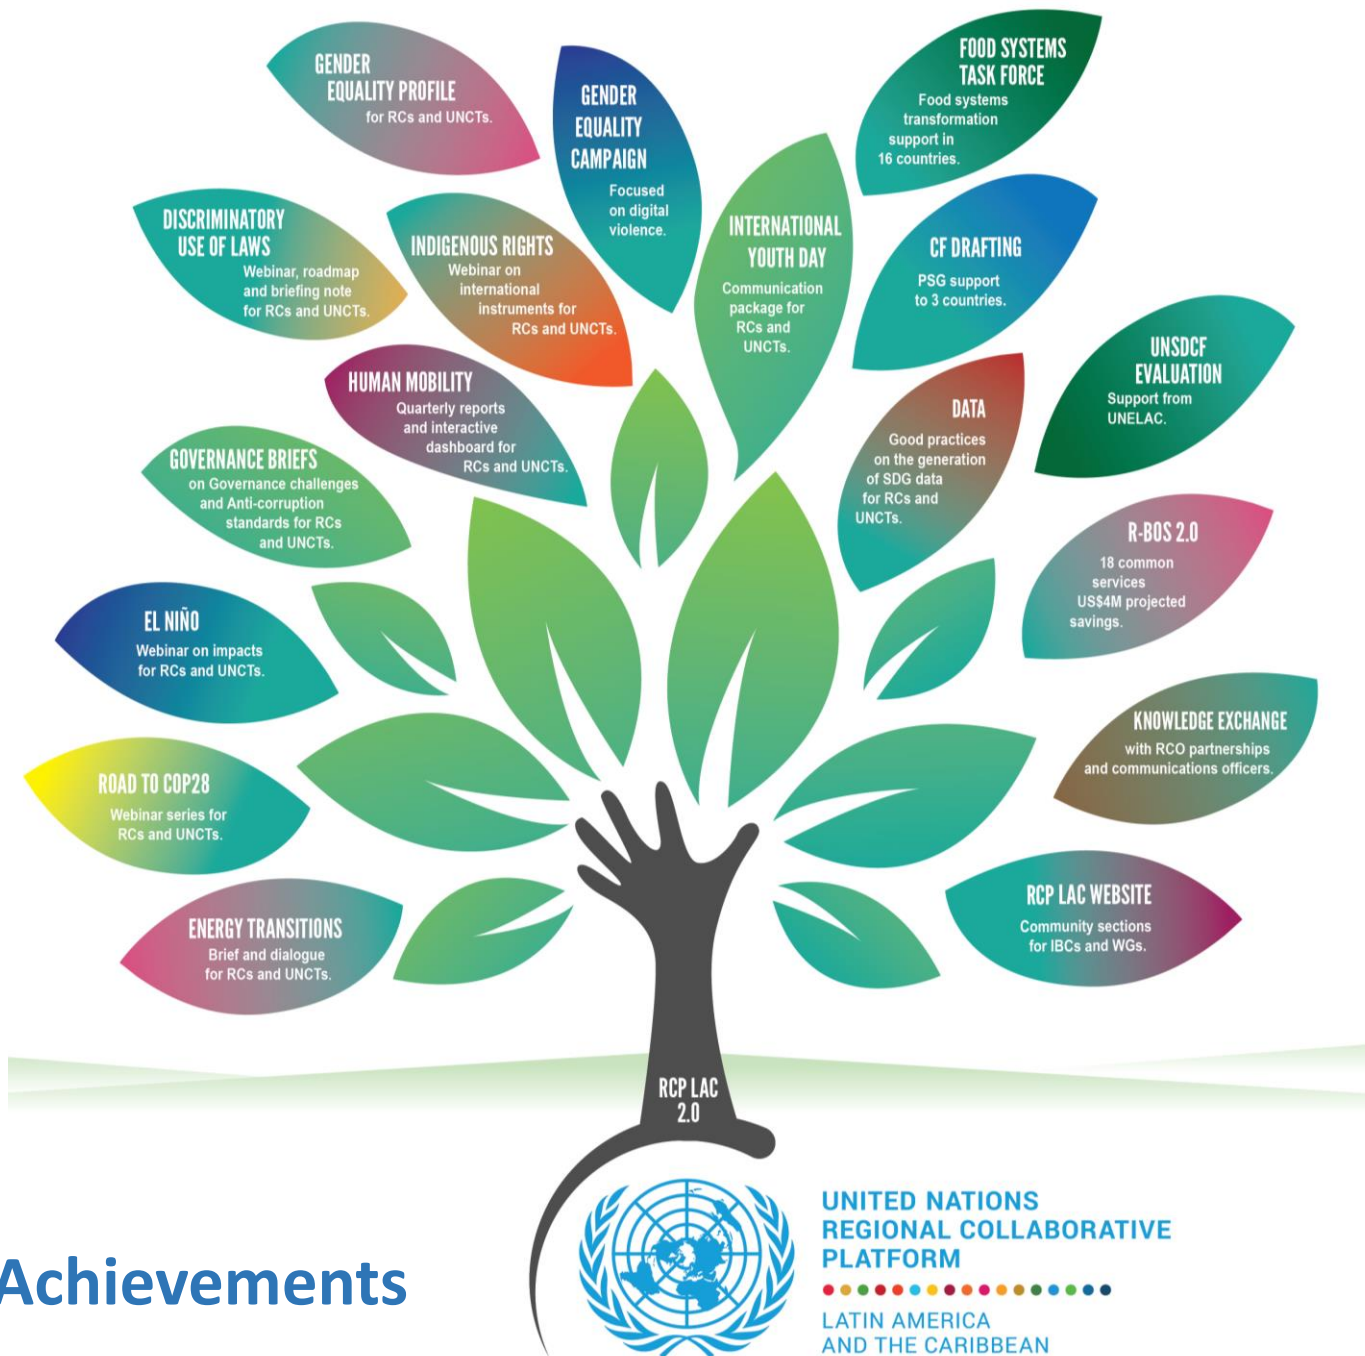 GENDER
EQUALITY PROFILE
for RCs and UNCTs.
GENDER
EQUALITY
CAMPAIGN
Focused
on digital
violence.
FOOD SYSTEMS
TASK FORCE
Food systems
transformation
support in
16 countries.
DISCRIMINATORY
USE OF LAWS
Webinar, roadmap
and briefing note
for RCs and UNCTs.
INDIGENOUS RIGHTS
Webinar on
international
instruments for
RCs and UNCTs.
INTERNATIONAL
YOUTH DAY
Communication
package for
RCs and
UNCTs.
CF DRAFTING
PSG support
to 3 countries.
HUMAN MOBILITY
Quarterly reports
and interactive
dashboard for
RCs and UNCTs.
DATA
Good practices
on the generation
of SDG data
for RCs and
UNCTs.
UNSDCF
EVALUATION
Support from
UNELAC.
GOVERNANCE BRIEFS
on Governance challenges
and Anti-corruption
standards for RCs
and UNCTs.
R-BOS 2.0
18 common
services
US$4M projected
savings.
EL NIÑO
Webinar on impacts
for RCs and UNCTs.
KNOWLEDGE EXCHANGE
with RCO partnerships
and communications officers.
ROAD TO COP28
Webinar series for
RCs and UNCTs.
RCP LAC WEBSITE
Community sections
for IBCs and WGs.
ENERGY TRANSITIONS
Brief and dialogue
for RCs and UNCTs.
RCP LAC
2.0
Achievements
UNITED NATIONS
REGIONAL COLLABORATIVE
PLATFORM
LATIN AMERICA
AND THE CARIBBEAN